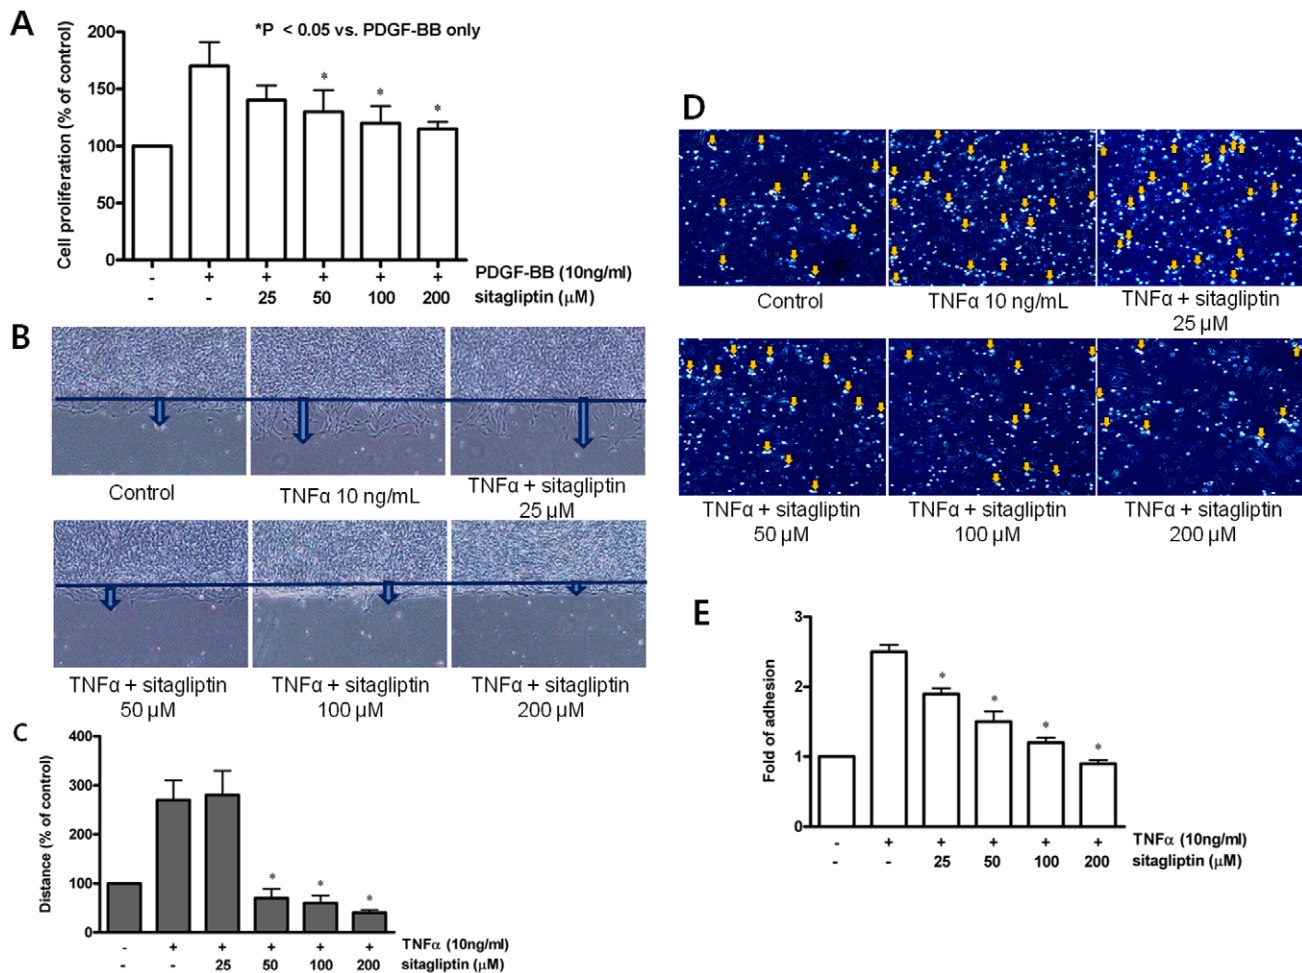 A
*P < 0.05 vs. PDGF-BB only
Cell proliferation (% of control)
200
150
100
50
0
* * *
- + + + + + PDGF-BB (10ng/ml)
- - 25 50 100 200 sitagliptin (μM)
B
Control
TNFα 10 ng/mL
TNFα + sitagliptin
25 μM
TNFα + sitagliptin
50 μM
TNFα + sitagliptin
100 μM
TNFα + sitagliptin
200 μM
C
Distance (% of control)
400
300
200
100
0
* * *
- + + + + + TNFα (10ng/ml)
- - 25 50 100 200 sitagliptin (μM)
D
Control
TNFα 10 ng/mL
TNFα + sitagliptin
25 μM
TNFα + sitagliptin
50 μM
TNFα + sitagliptin
100 μM
TNFα + sitagliptin
200 μM
E
Fold of adhesion
3
2
1
0
* * * *
- + + + + + TNFα (10ng/ml)
- - 25 50 100 200 sitagliptin (μM)